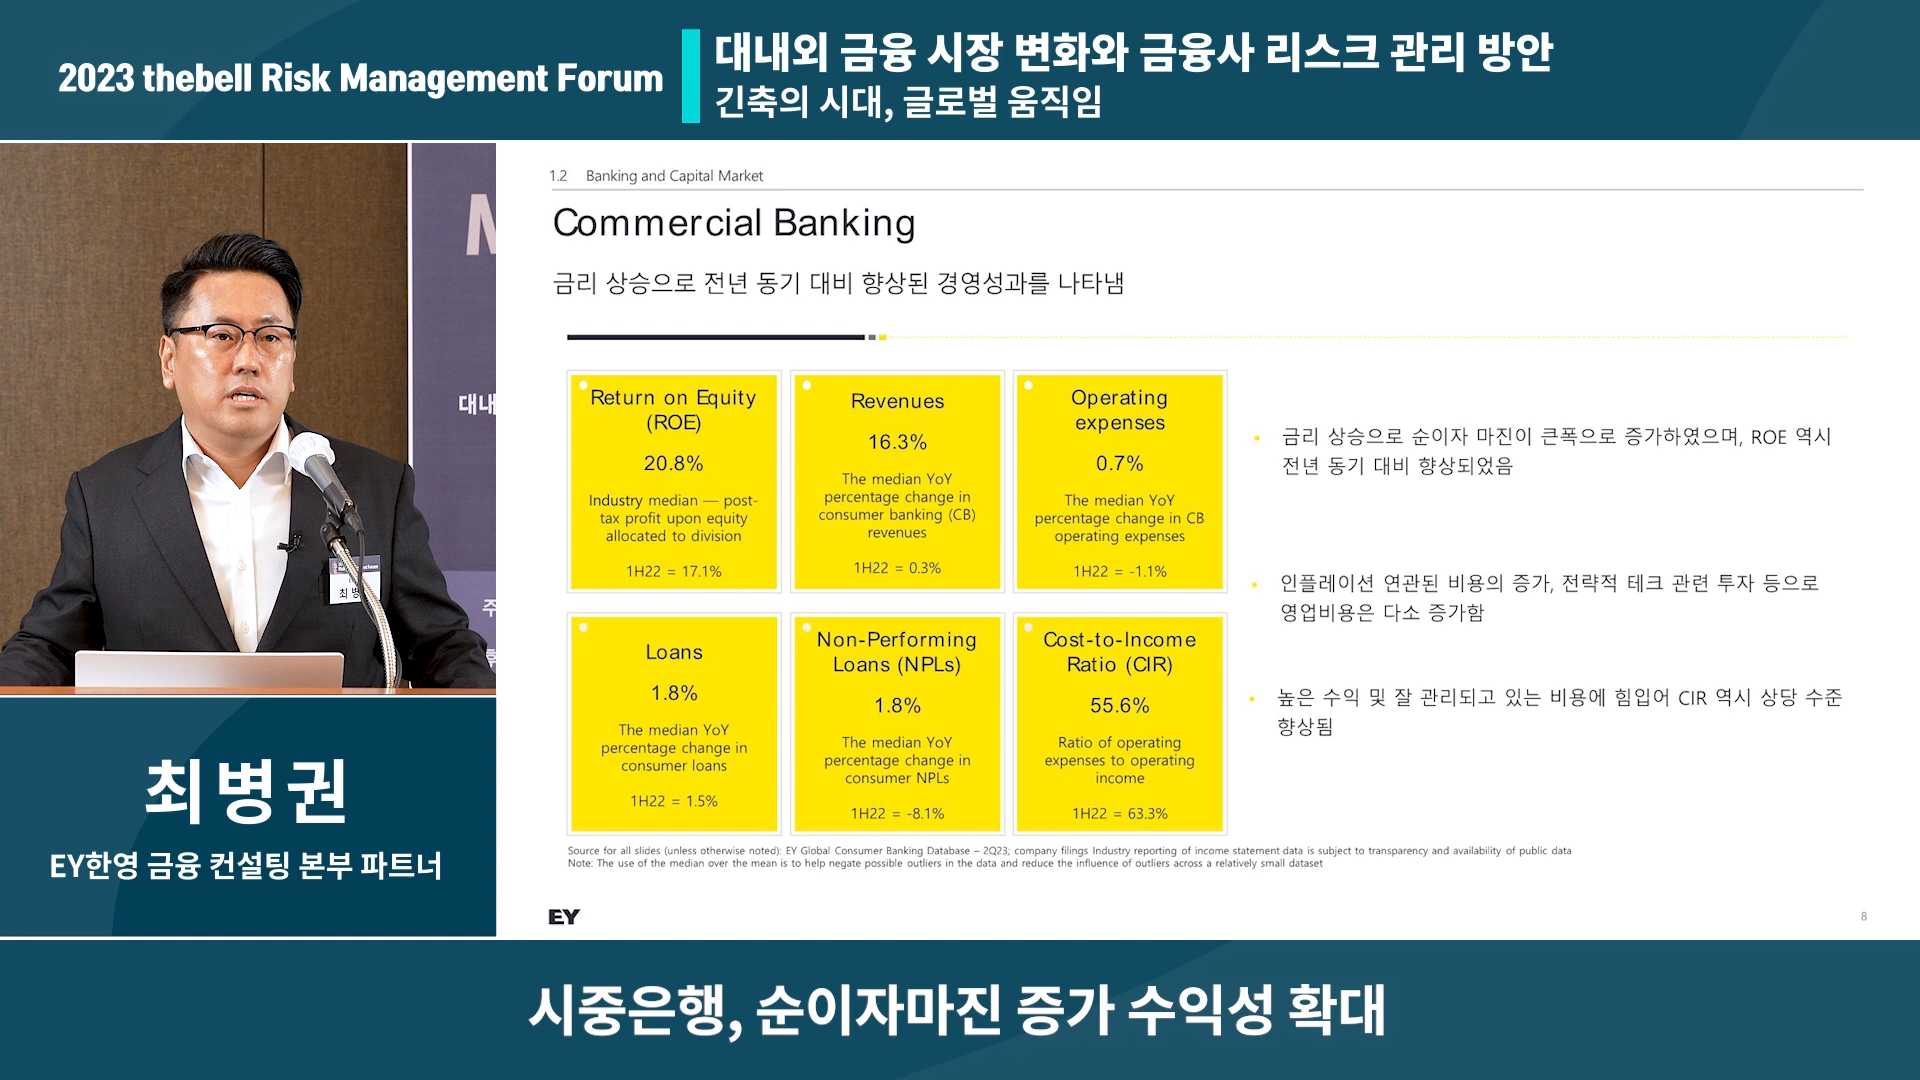 2023 thebell Risk Management Forum
대내외 금융 시장 변화와 금융사 리스크 관리 방안
긴축의 시대, 글로벌 움직임
대내
주
최병
최병권
EY한영 금융 컨설팅 본부 파트너
1.2 Banking and Capital Market
Commercial Banking
금리 상승으로 전년 동기 대비 향상된 경영성과를 나타냄
Return on Equity
(ROE)
20.8%
Industry median — post-
tax profit upon equity
allocated to division
1H22 = 17.1%
Revenues
16.3%
The median YoY
percentage change in
consumer banking (CB)
revenues
1H22 = 0.3%
Operating
expenses
0.7%
The median YoY
percentage change in CB
operating expenses
1H22 = -1.1%
Loans
1.8%
The median YoY
percentage change in
consumer loans
1H22 = 1.5%
Non-Performing
Loans (NPLs)
1.8%
The median YoY
percentage change in
consumer NPLs
1H22 = -8.1%
Cost-to-Income
Ratio (CIR)
55.6%
Ratio of operating
expenses to operating
income
1H22 = 63.3%
• 금리 상승으로 순이자 마진이 큰폭으로 증가하였으며, ROE 역시
전년 동기 대비 향상되었음
• 인플레이션 연관된 비용의 증가, 전략적 테크 관련 투자 등으로
영업비용은 다소 증가함
• 높은 수익 및 잘 관리되고 있는 비용에 힘입어 CIR 역시 상당 수준
향상됨
Source for all slides (unless otherwise noted): EY Global Consumer Banking Database – 2Q23; company filings Industry reporting of income statement data is subject to transparency and availability of public data
Note: The use of the median over the mean is to help negate possible outliers in the data and reduce the influence of outliers across a relatively small dataset
EY
8
시중은행, 순이자마진 증가 수익성 확대